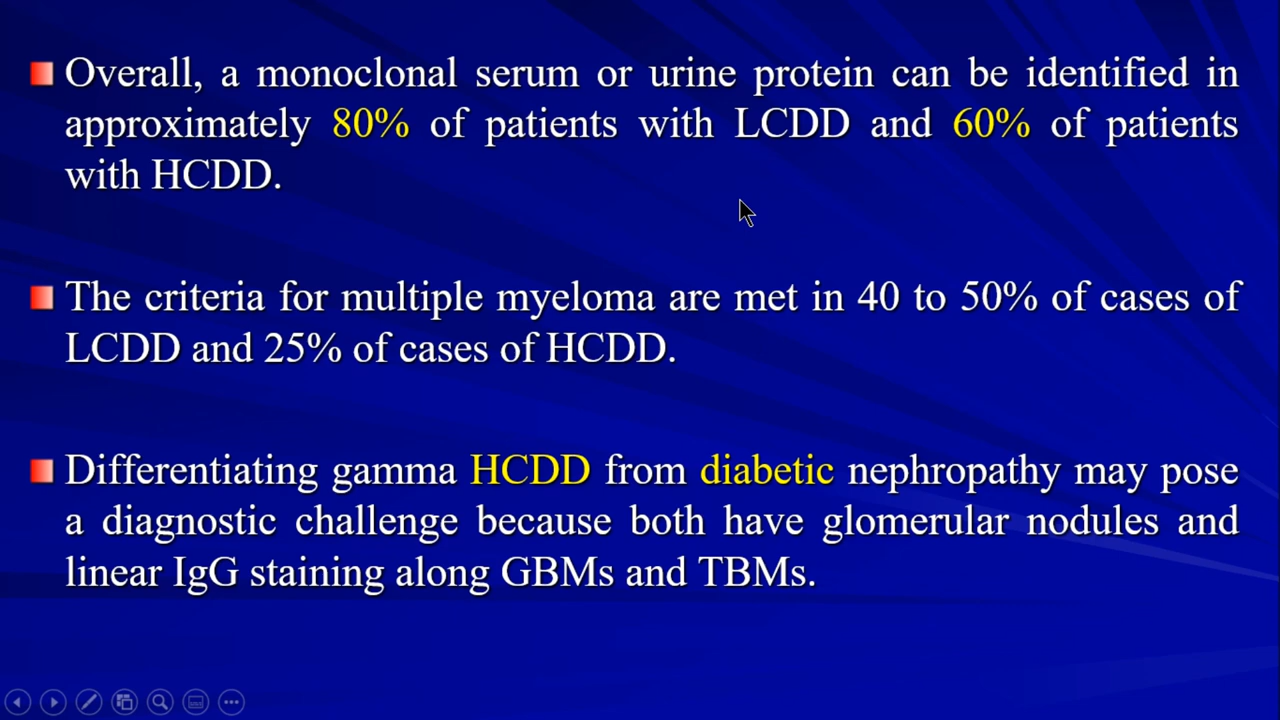 Overall, a monoclonal serum or urine protein can be identified in
approximately 80% of patients with LCDD and 60% of patients
with HCDD.
The criteria for multiple myeloma are met in 40 to 50% of cases of
LCDD and 25% of cases of HCDD.
Differentiating gamma HCDD from diabetic nephropathy may pose
a diagnostic challenge because both have glomerular nodules and
linear IgG staining along GBMs and TBMs.